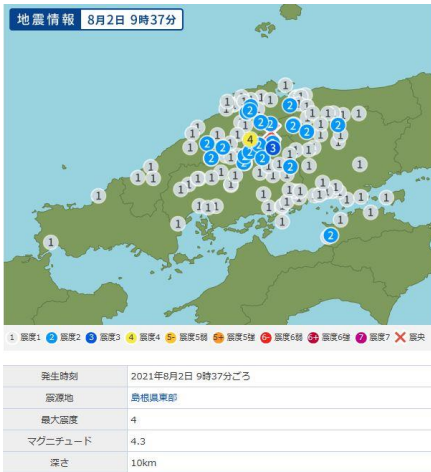 地震情報 8月2日 9時37分
1 震度1 2 震度2 3 震度3 4 震度4 5- 震度5弱 5+ 震度5強 6- 震度6弱 6+ 震度6強 7 震度7 震央
発生時刻 2021年8月2日 9時37分ごろ
震源地 島根県東部
最大震度 4
マグニチュード 4.3
深さ 10km